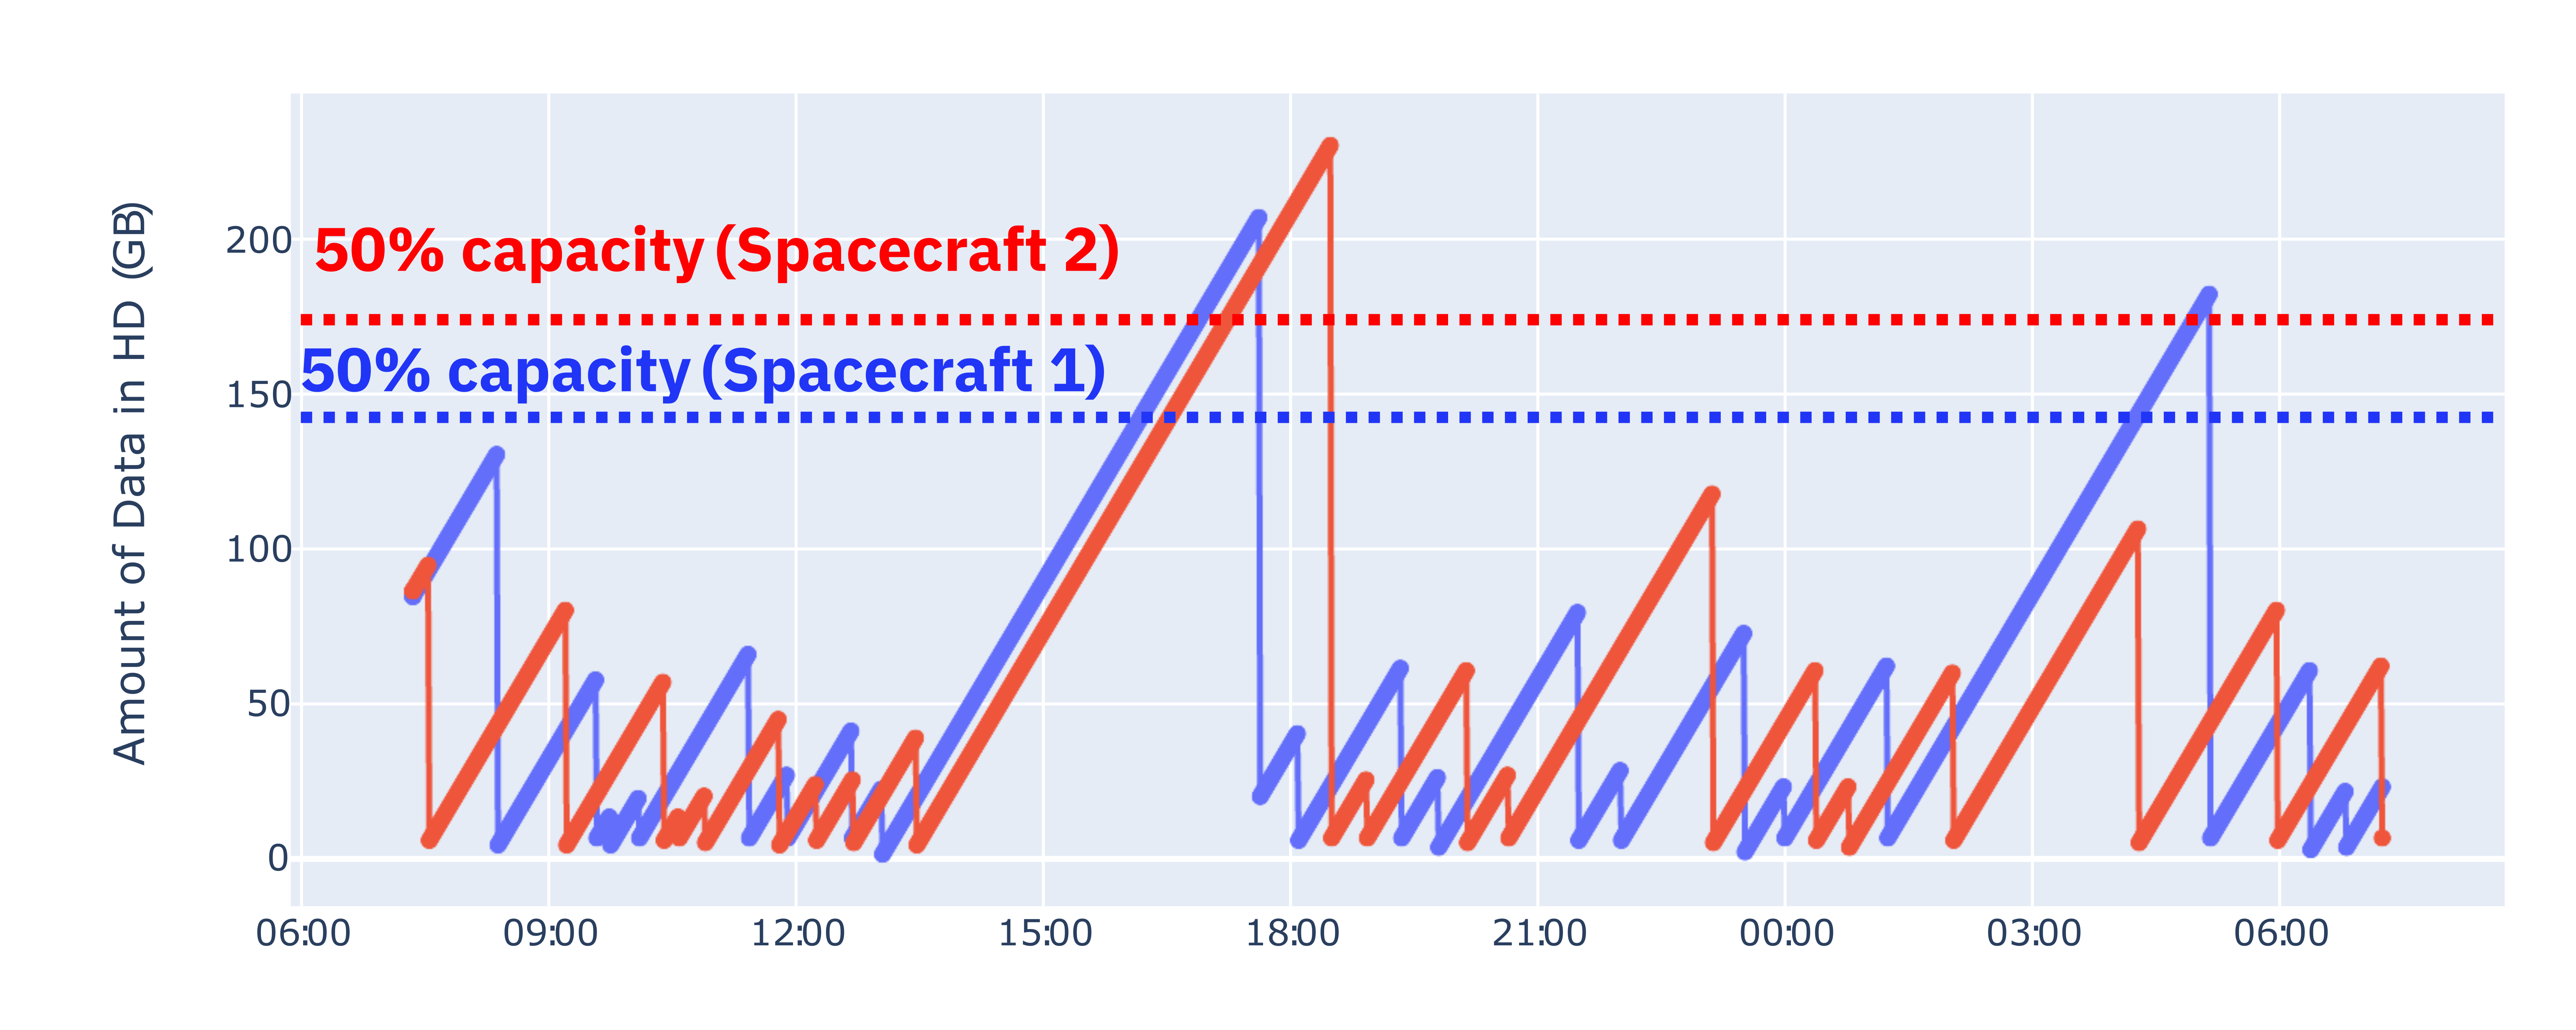 Amount of Data in HD (GB)
200
50% capacity (Spacecraft 2)
50% capacity (Spacecraft 1)
150
100
50
0
06:00 09:00 12:00 15:00 18:00 21:00 00:00 03:00 06:00